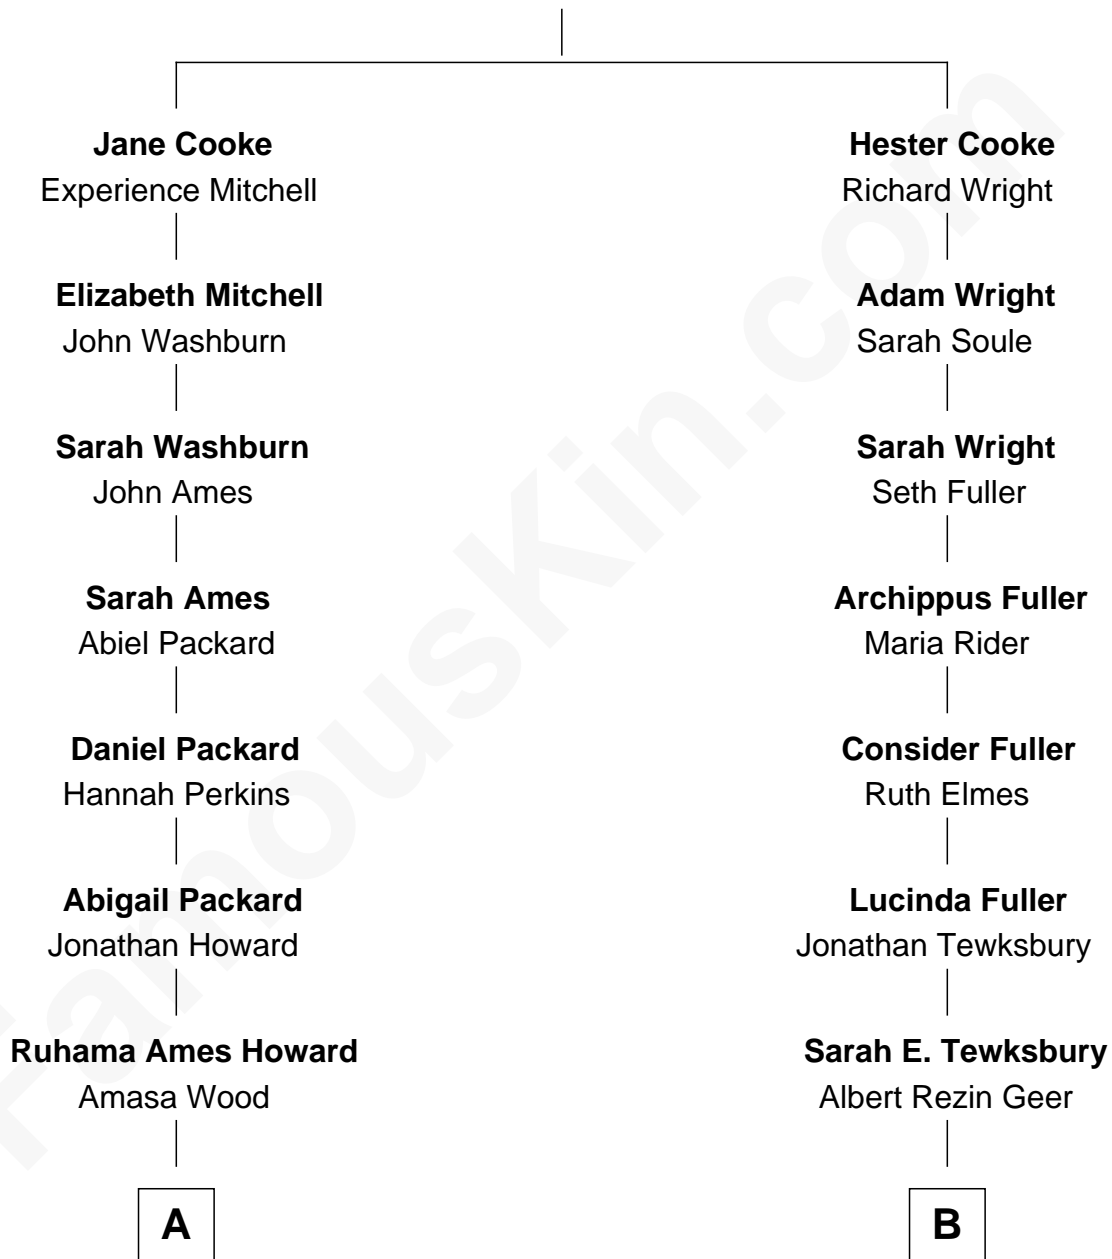 Jane Cooke
Experience Mitchell
Elizabeth Mitchell
John Washburn
Sarah Washburn
John Ames
Sarah Ames
Abiel Packard
Daniel Packard
Hannah Perkins
Abigail Packard
Jonathan Howard
Ruhama Ames Howard
Amasa Wood
A
Hester Cooke
Richard Wright
Adam Wright
Sarah Soule
Sarah Wright
Seth Fuller
Archippus Fuller
Maria Rider
Consider Fuller
Ruth Elmes
Lucinda Fuller
Jonathan Tewksbury
Sarah E. Tewksbury
Albert Rezin Geer
B
FamousKin.com